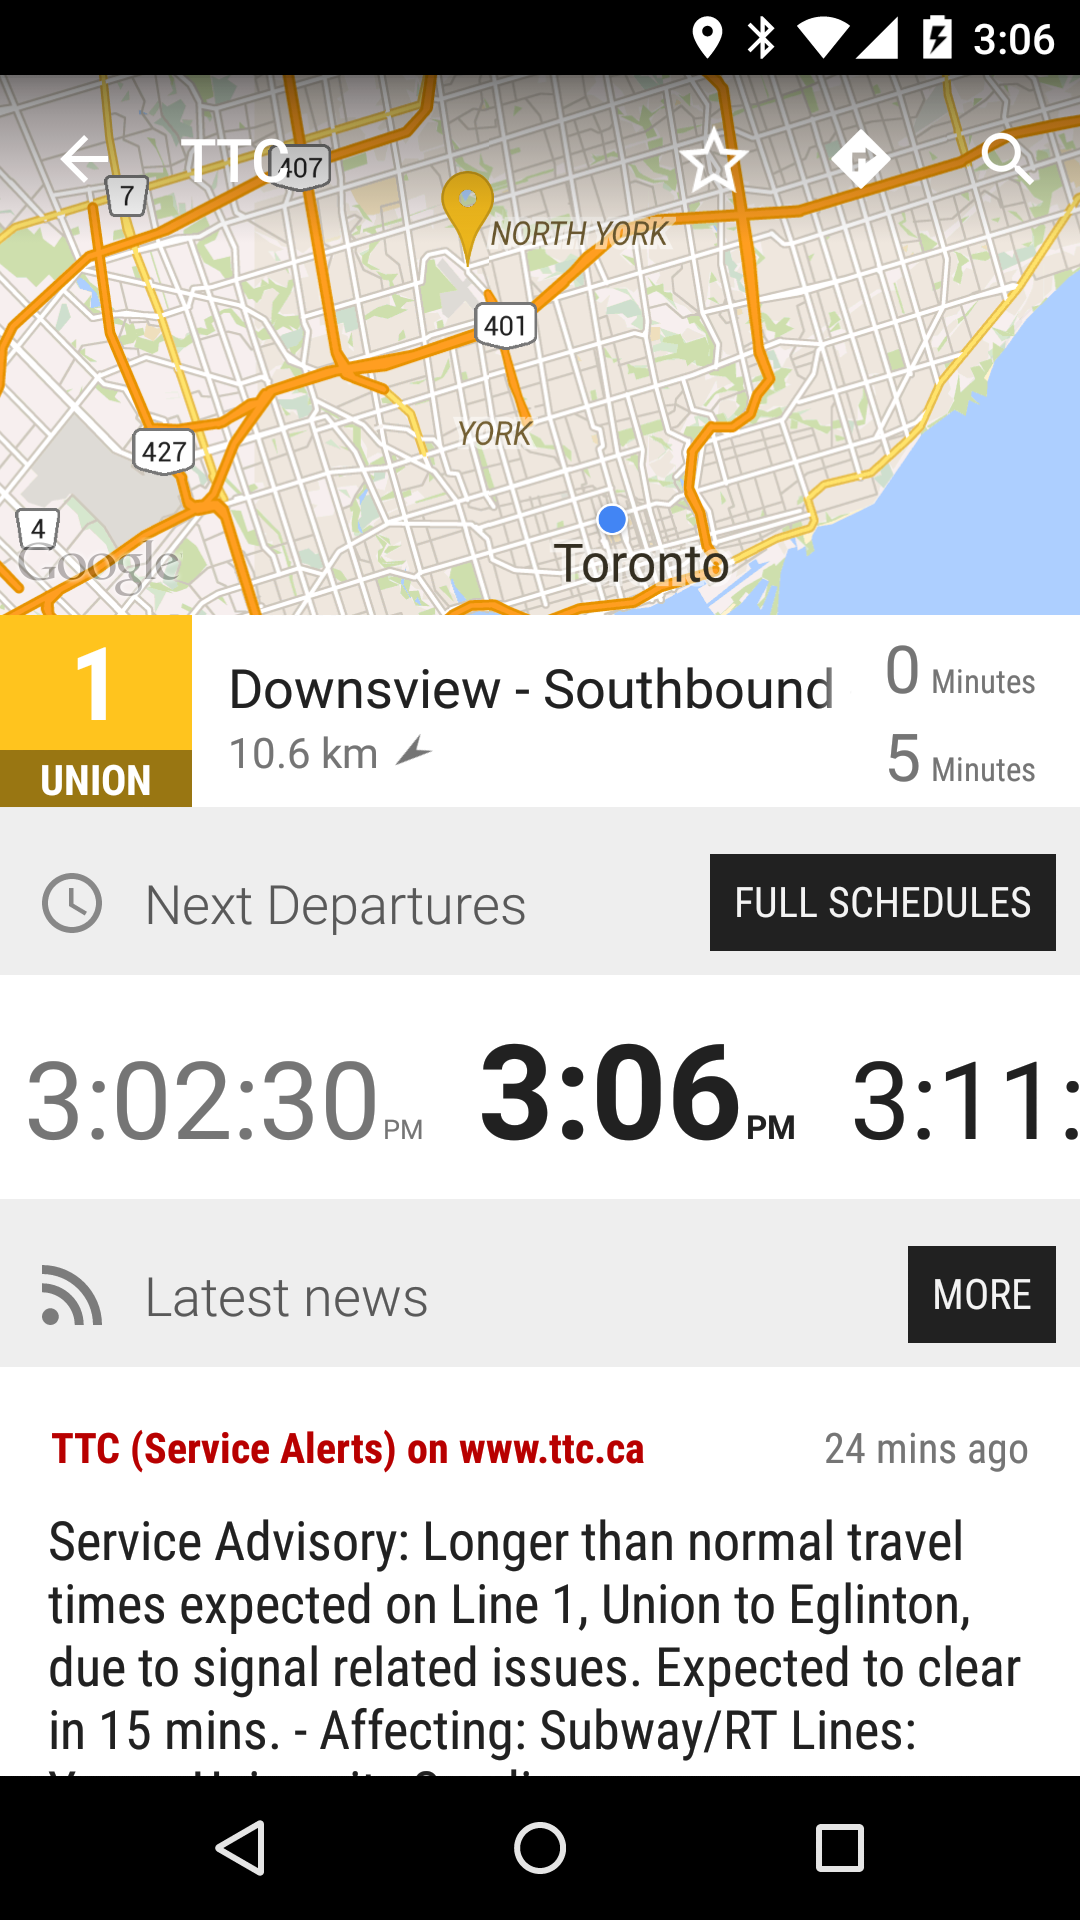 3:06
TTC
407
7
NORTH YORK
401
YORK
427
4
Google
Toronto
1
UNION
Downsview - Southbound
10.6 km
0 Minutes
5 Minutes
Next Departures
FULL SCHEDULES
3:02:30 PM
3:06 PM
3:11:
Latest news
MORE
TTC (Service Alerts) on www.ttc.ca
24 mins ago
Service Advisory: Longer than normal travel
times expected on Line 1, Union to Eglinton,
due to signal related issues. Expected to clear
in 15 mins. - Affecting: Subway/RT Lines: